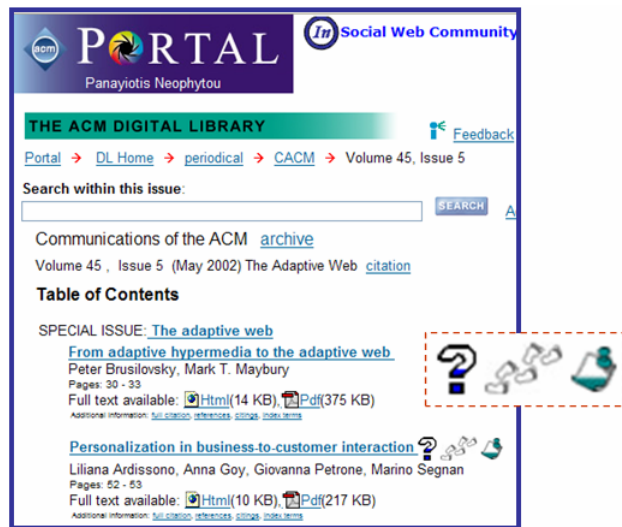 acm PORTAL
Panayiotis Neophytou
In Social Web Community
THE ACM DIGITAL LIBRARY
Feedback
Portal → DL Home → periodical → CACM → Volume 45, Issue 5
Search within this issue:
SEARCH A
Communications of the ACM archive
Volume 45 , Issue 5 (May 2002) The Adaptive Web citation
Table of Contents
SPECIAL ISSUE: The adaptive web
From adaptive hypermedia to the adaptive web
Peter Brusilovsky, Mark T. Maybury
Pages: 30 - 33
Full text available: Html(14 KB), Pdf(375 KB)
Additional Information: full citation, references, citings, index terms
Personalization in business-to-customer interaction
Liliana Ardissono, Anna Goy, Giovanna Petrone, Marino Segnan
Pages: 52 - 53
Full text available: Html(10 KB), Pdf(217 KB)
Additional Information: full citation, references, citings, index terms